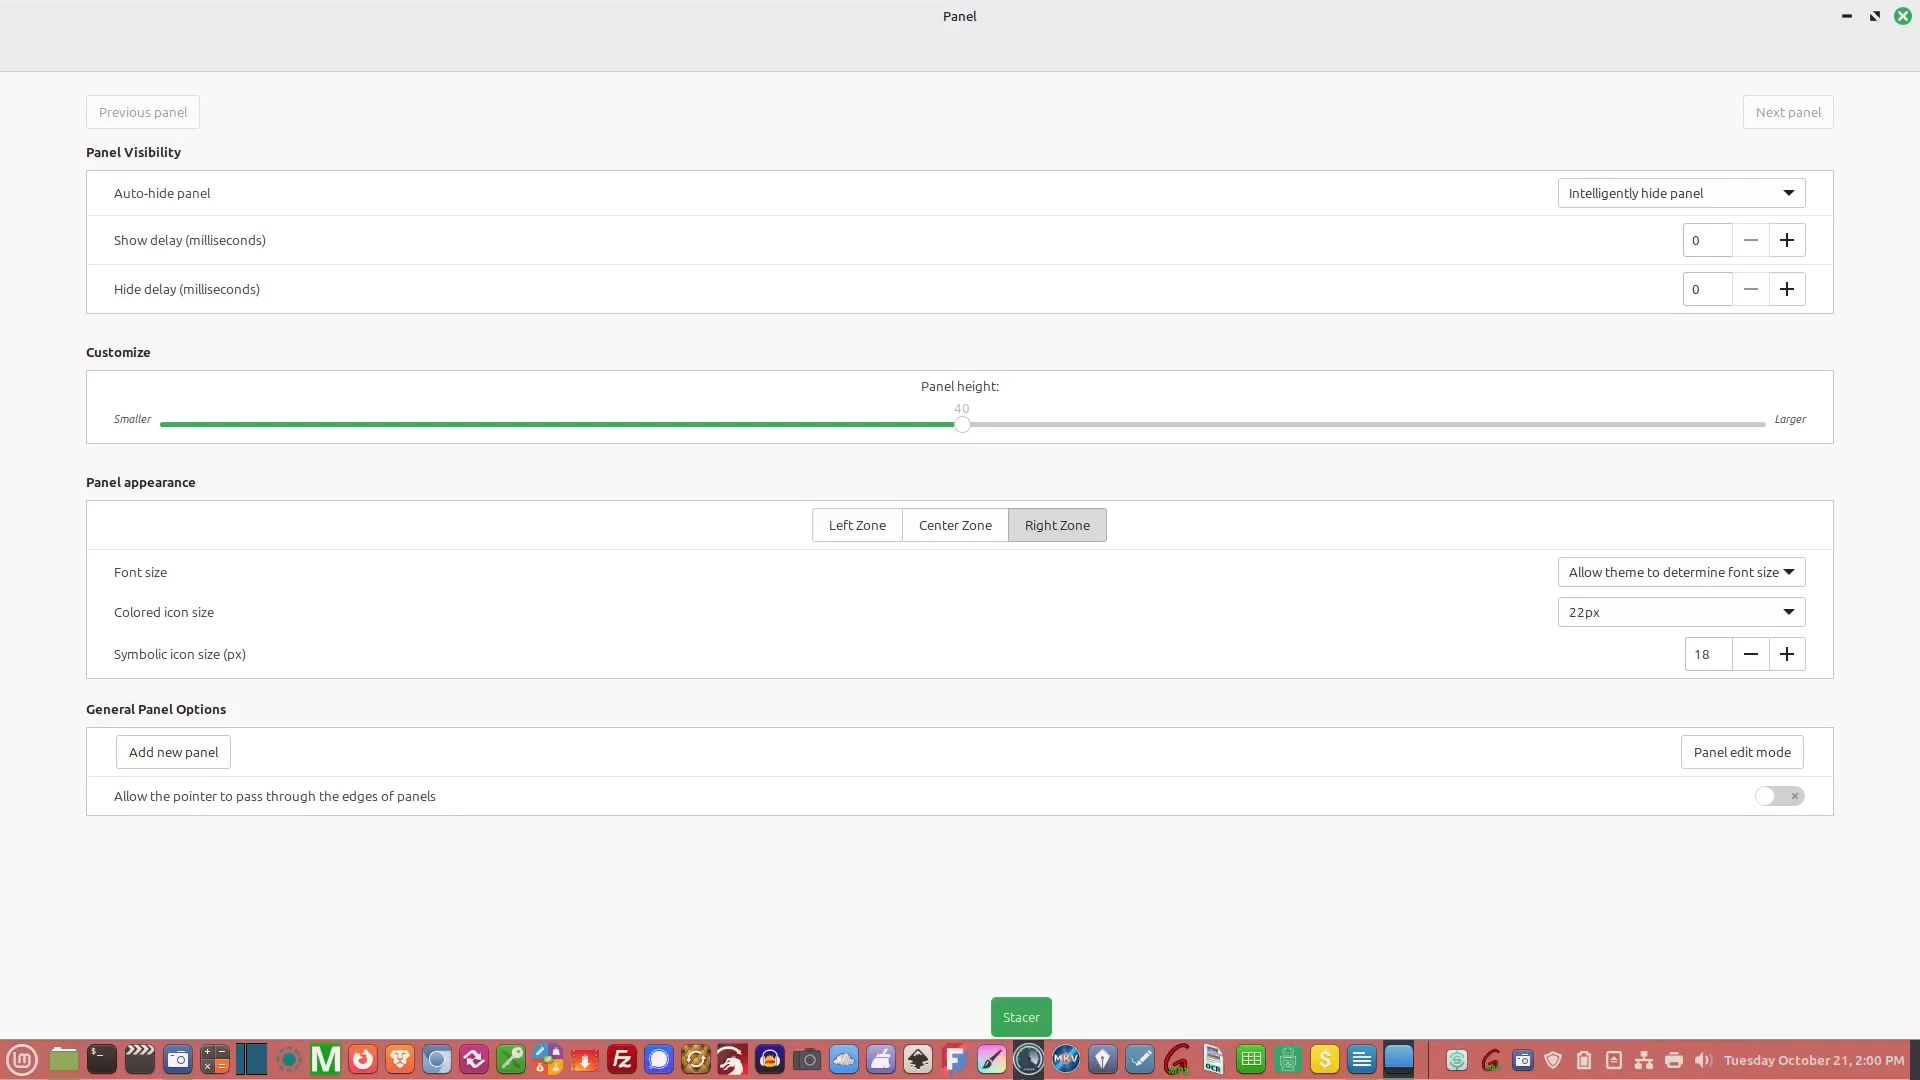 Panel
Previous panel
Next panel
Panel Visibility
Auto-hide panel
Intelligently hide panel
Show delay (milliseconds)
0
Hide delay (milliseconds)
0
Customize
Panel height:
40
Smaller
Larger
Panel appearance
Left Zone
Center Zone
Right Zone
Font size
Allow theme to determine font size
Colored icon size
22px
Symbolic icon size (px)
18
General Panel Options
Add new panel
Panel edit mode
Allow the pointer to pass through the edges of panels
Stacer
M
FZ
MKV
OCR
$
Tuesday October 21, 2:00 PM